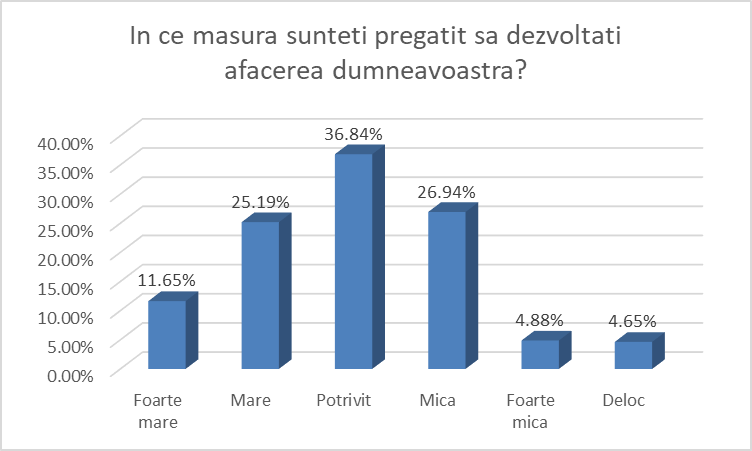 In ce masura sunteti pregatit sa dezvoltati
afacerea dumneavoastra?
40.00%
35.00%
30.00%
25.00%
20.00%
15.00%
10.00%
5.00%
0.00%
11.65%
25.19%
36.84%
26.94%
4.88%
4.65%
Foarte
mare
Mare
Potrivit
Mica
Foarte
mica
Deloc